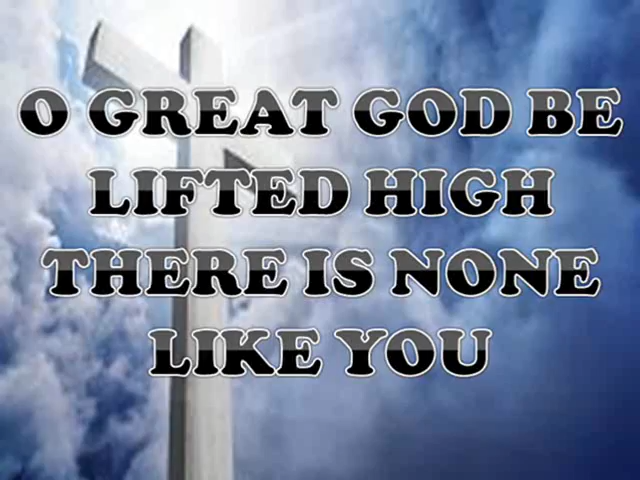 O GREAT GOD BE
LIFTED HIGH
THERE IS NONE
LIKE YOU